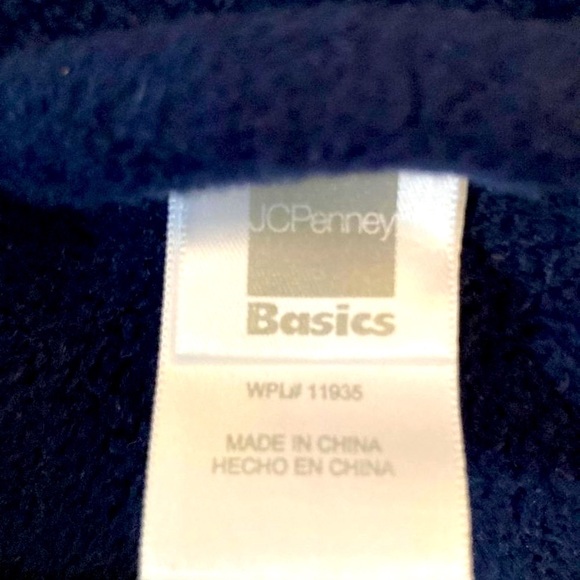 JCPenney
Basics
WPL# 11935
MADE IN CHINA
HECHO EN CHINA